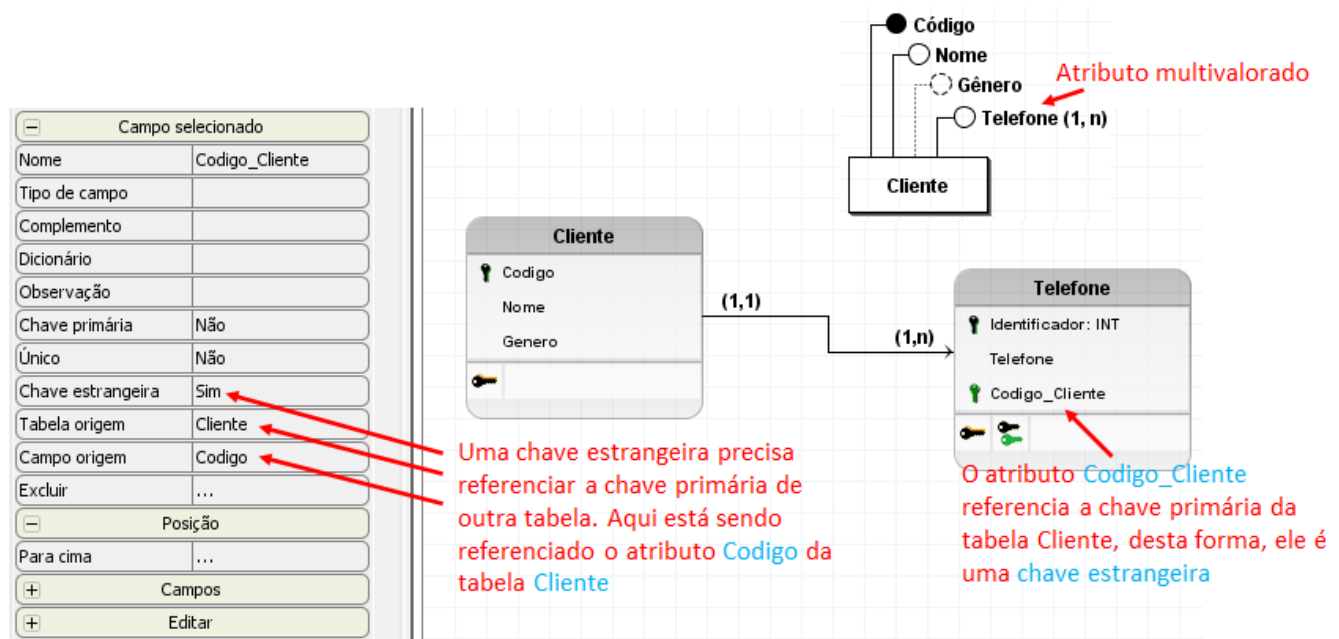 Código
Nome
Gênero
Atributo multivalorado
Telefone (1, n)
Cliente
Campo selecionado
Nome Codigo_Cliente
Tipo de campo
Complemento
Dicionário
Observação
Chave primária Não
Único Não
Chave estrangeira Sim
Tabela origem Cliente
Campo origem Codigo
Excluir ...
Posição
Para cima ...
Campos
Editar
Cliente
Codigo
Nome
Genero
(1,1)
(1,n)
Telefone
Identificador: INT
Telefone
Codigo_Cliente
Uma chave estrangeira precisa
referenciar a chave primária de
outra tabela. Aqui está sendo
referenciado o atributo Codigo da
tabela Cliente
O atributo Codigo_Cliente
referencia a chave primária da
tabela Cliente, desta forma, ele é
uma chave estrangeira